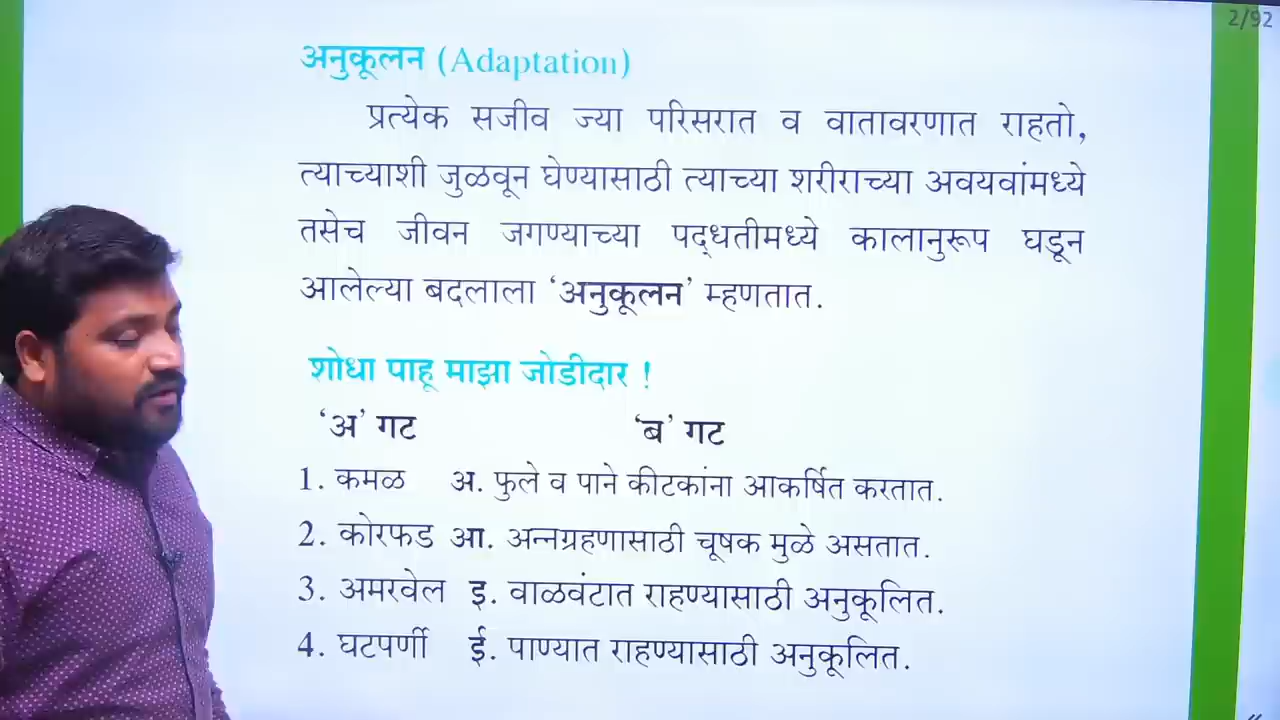 2/92
अनुकूलन (Adaptation)
प्रत्येक सजीव ज्या परिसरात व वातावरणात राहतो,
त्याच्याशी जुळवून घेण्यासाठी त्याच्या शरीराच्या अवयवांमध्ये
तसेच जीवन जगण्याच्या पद्धतीमध्ये कालानुरूप घडून
आलेल्या बदलाला ‘अनुकूलन’ म्हणतात.
शोधा पाहू माझा जोडीदार !
‘अ’ गट ‘ब’ गट
1. कमळ अ. फुले व पाने कीटकांना आकर्षित करतात.
2. कोरफड आ. अन्नग्रहणासाठी चूषक मुळे असतात.
3. अमरवेल इ. वाळवंटात राहण्यासाठी अनुकूलित.
4. घटपर्णी ई. पाण्यात राहण्यासाठी अनुकूलित.